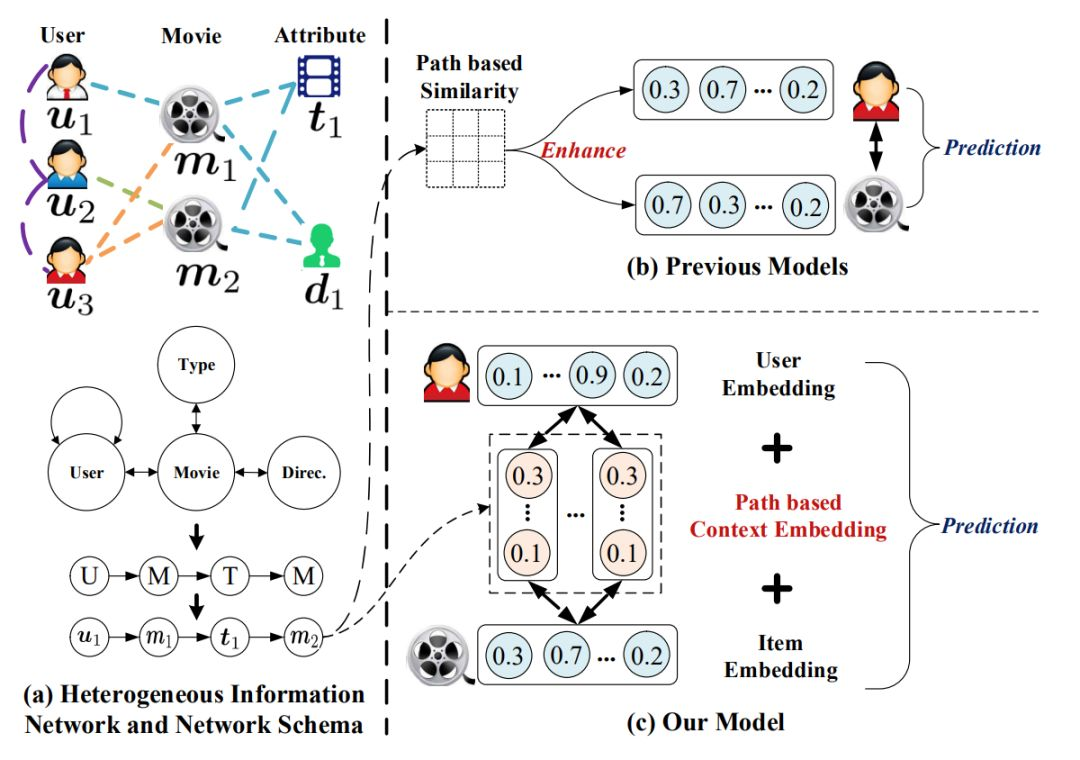 User
Movie
Attribute
u1
m1
t1
u2
m2
u3
d1
Type
User
Movie
Direc.
U
M
T
M
u1
m1
t1
m2
(a) Heterogeneous Information
Network and Network Schema
Path based
Similarity
Enhance
0.3 0.7 ... 0.2
0.7 0.3 ... 0.2
Prediction
(b) Previous Models
0.1 ... 0.9 0.2
User
Embedding
+
0.3
⋮
0.1
...
0.3
⋮
0.1
Path based
Context Embedding
+
Prediction
0.3 0.7 ... 0.2
Item
Embedding
(c) Our Model